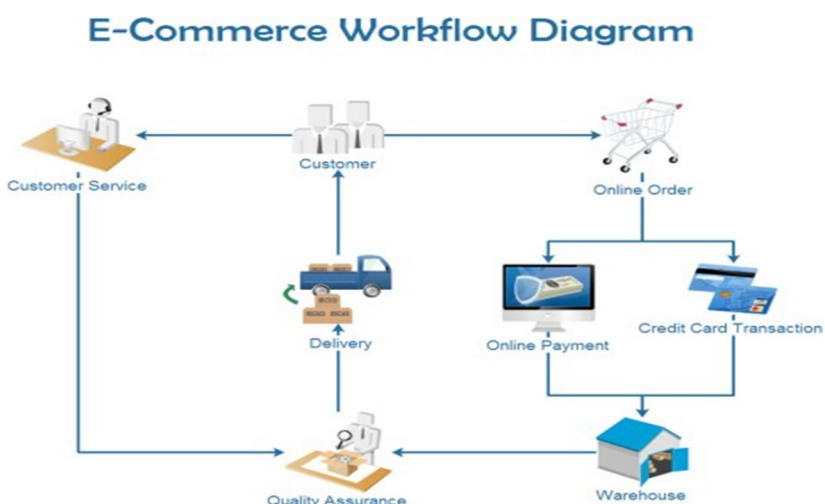 E-Commerce Workflow Diagram
Customer
Customer Service
Online Order
Delivery
Online Payment
Credit Card Transaction
Quality Assurance
Warehouse